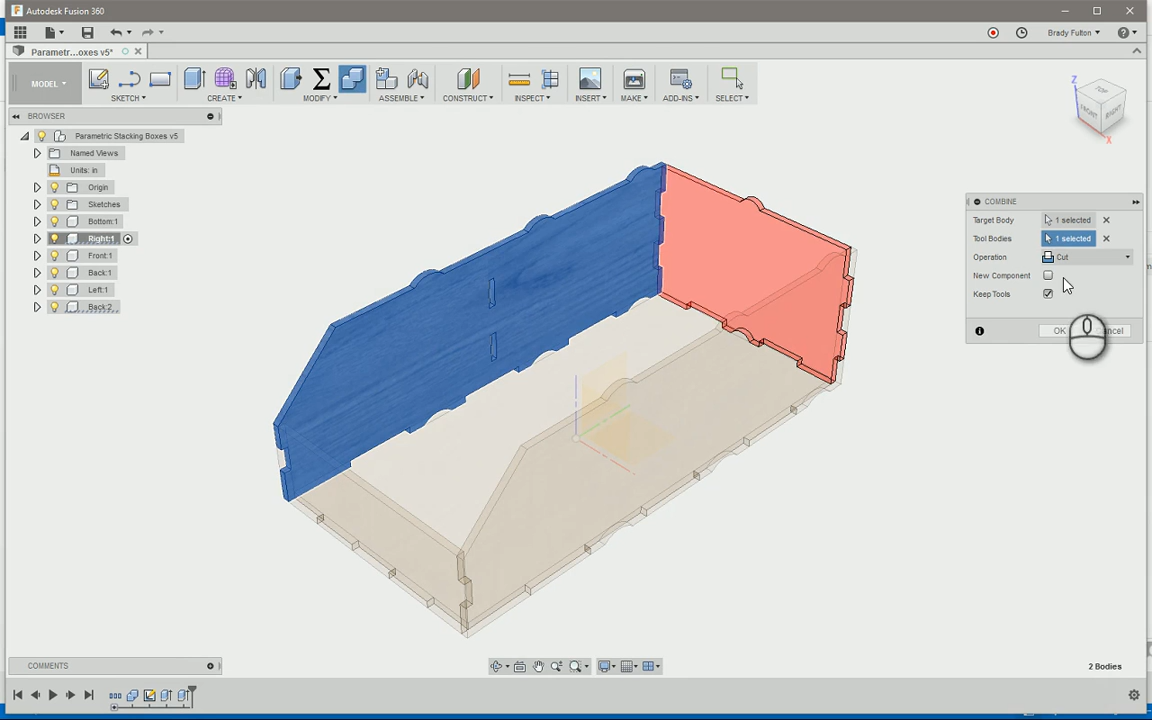 Autodesk Fusion 360
Brady Fulton
Parametr...oxes v5*
MODEL
SKETCH CREATE MODIFY ASSEMBLE CONSTRUCT INSPECT INSERT MAKE ADD-INS SELECT
BROWSER
Parametric Stacking Boxes v5
Named Views
Units: in
Origin
Sketches
Bottom:1
Right:1
Front:1
Back:1
Left:1
Back:2
TOP
FRONT
RIGHT
Z
X
COMBINE
Target Body 1 selected
Tool Bodies 1 selected
Operation Cut
New Component
Keep Tools
OK
COMMENTS
2 Bodies